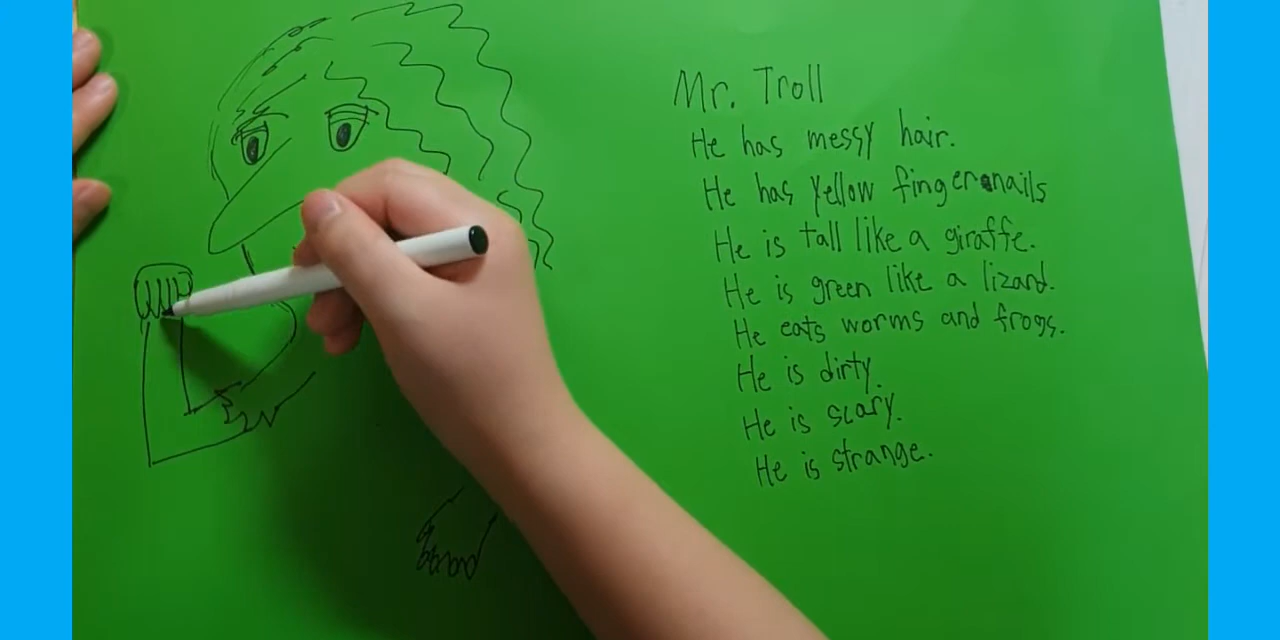 Mr. Troll
He has messy hair.
He has yellow fingernails
He is tall like a giraffe.
He is green like a lizard.
He eats worms and frogs.
He is dirty.
He is scary.
He is strange.